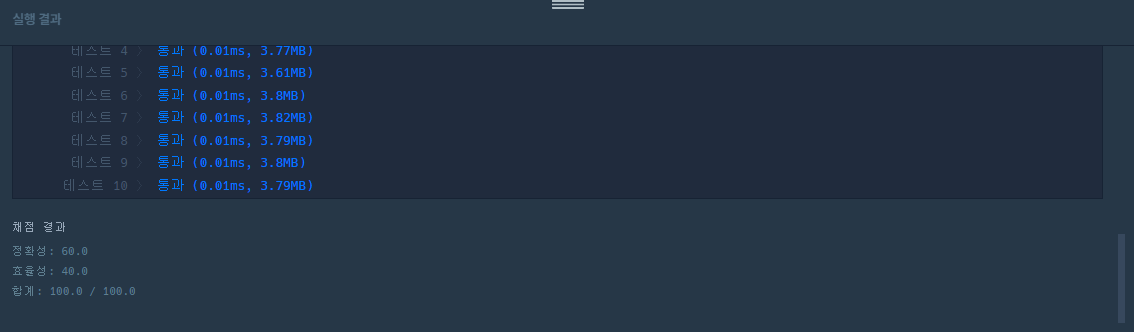 실행 결과
테스트 4 〉 통과 (0.01ms, 3.77MB)
테스트 5 〉 통과 (0.01ms, 3.61MB)
테스트 6 〉 통과 (0.01ms, 3.8MB)
테스트 7 〉 통과 (0.01ms, 3.82MB)
테스트 8 〉 통과 (0.01ms, 3.79MB)
테스트 9 〉 통과 (0.01ms, 3.8MB)
테스트 10 〉 통과 (0.01ms, 3.79MB)
채점 결과
정확성: 60.0
효율성: 40.0
합계: 100.0 / 100.0